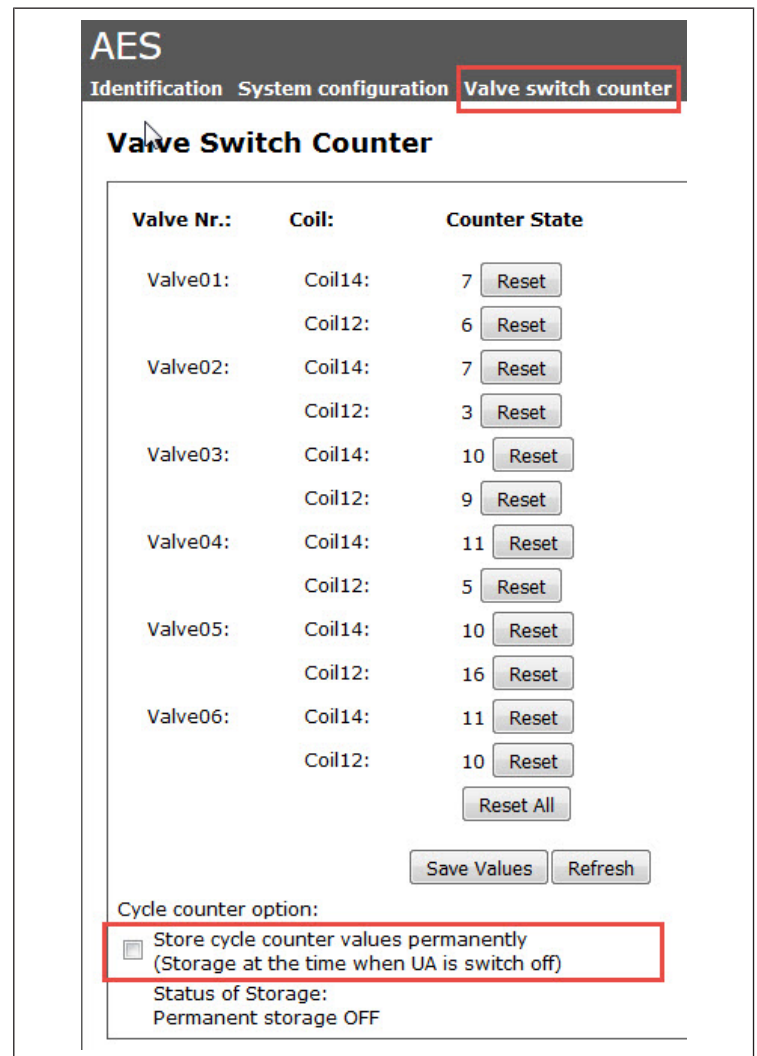 AES
Identification System configuration Valve switch counter
Valve Switch Counter
Valve Nr.: Coil: Counter State
Valve01: Coil14: 7 Reset
Coil12: 6 Reset
Valve02: Coil14: 7 Reset
Coil12: 3 Reset
Valve03: Coil14: 10 Reset
Coil12: 9 Reset
Valve04: Coil14: 11 Reset
Coil12: 5 Reset
Valve05: Coil14: 10 Reset
Coil12: 16 Reset
Valve06: Coil14: 11 Reset
Coil12: 10 Reset
Reset All
Save Values Refresh
Cycle counter option:
Store cycle counter values permanently
(Storage at the time when UA is switch off)
Status of Storage:
Permanent storage OFF